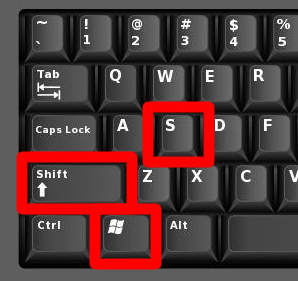 ~ ! @ # $ %
` 1 2 3 4 5
Tab Q W E R
Caps Lock A S D F
Shift Z X C V
Ctrl Alt